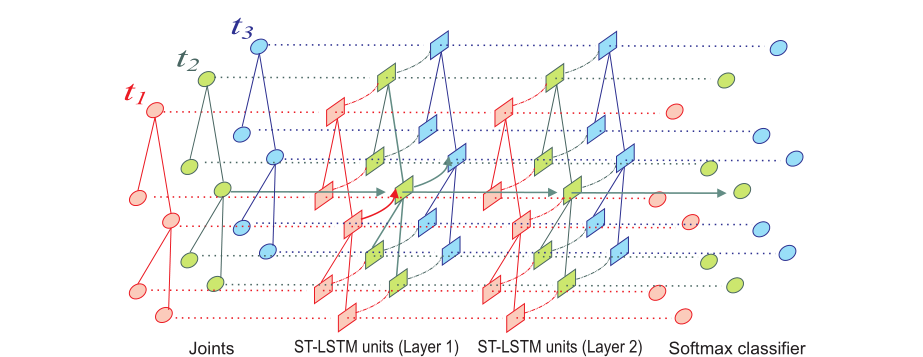 t3
t2
t1
Joints
ST-LSTM units (Layer 1)
ST-LSTM units (Layer 2)
Softmax classifier